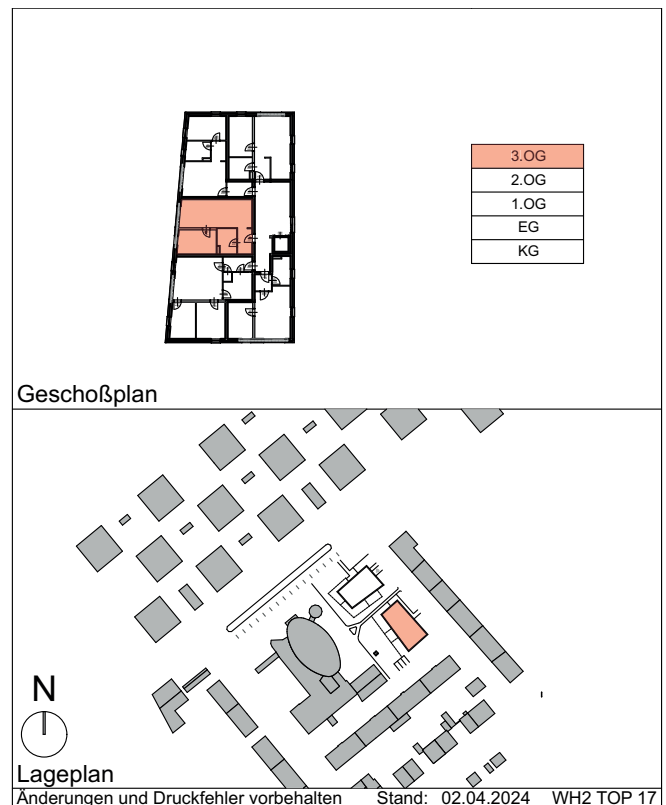 3.OG
2.OG
1.OG
EG
KG
Geschoßplan
N
Lageplan
Änderungen und Druckfehler vorbehalten Stand: 02.04.2024 WH2 TOP 17